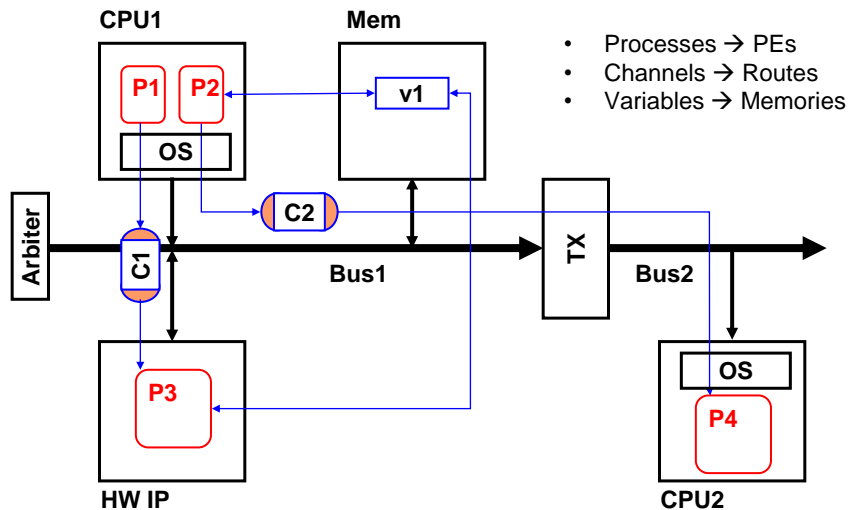 CPU1
Mem
• Processes → PEs
• Channels → Routes
• Variables → Memories
P1
P2
v1
OS
C2
Arbiter
C1
TX
Bus1
Bus2
P3
OS
P4
HW IP
CPU2